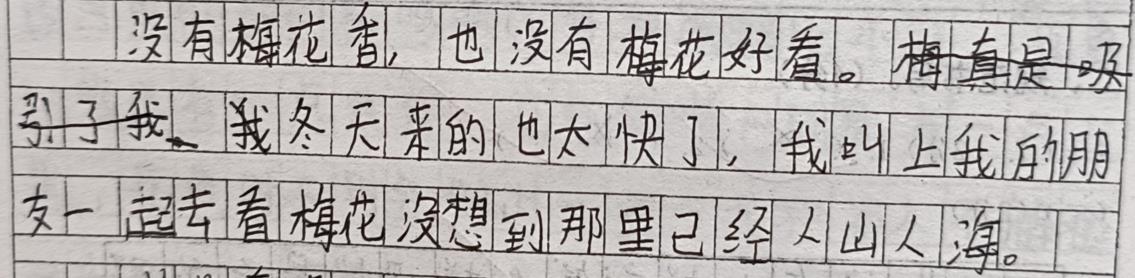 没有梅花香，也没有梅花好看。梅真是吸
引了我。我冬天来的也太快了，我叫上我的朋
友一起去看梅花没想到那里已经人山人海。